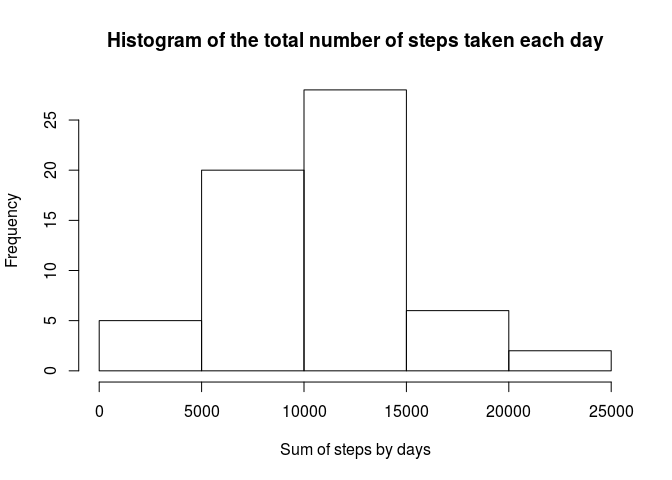 Histogram of the total number of steps taken each day
Frequency
25
20
15
10
5
0
0 5000 10000 15000 20000 25000
Sum of steps by days